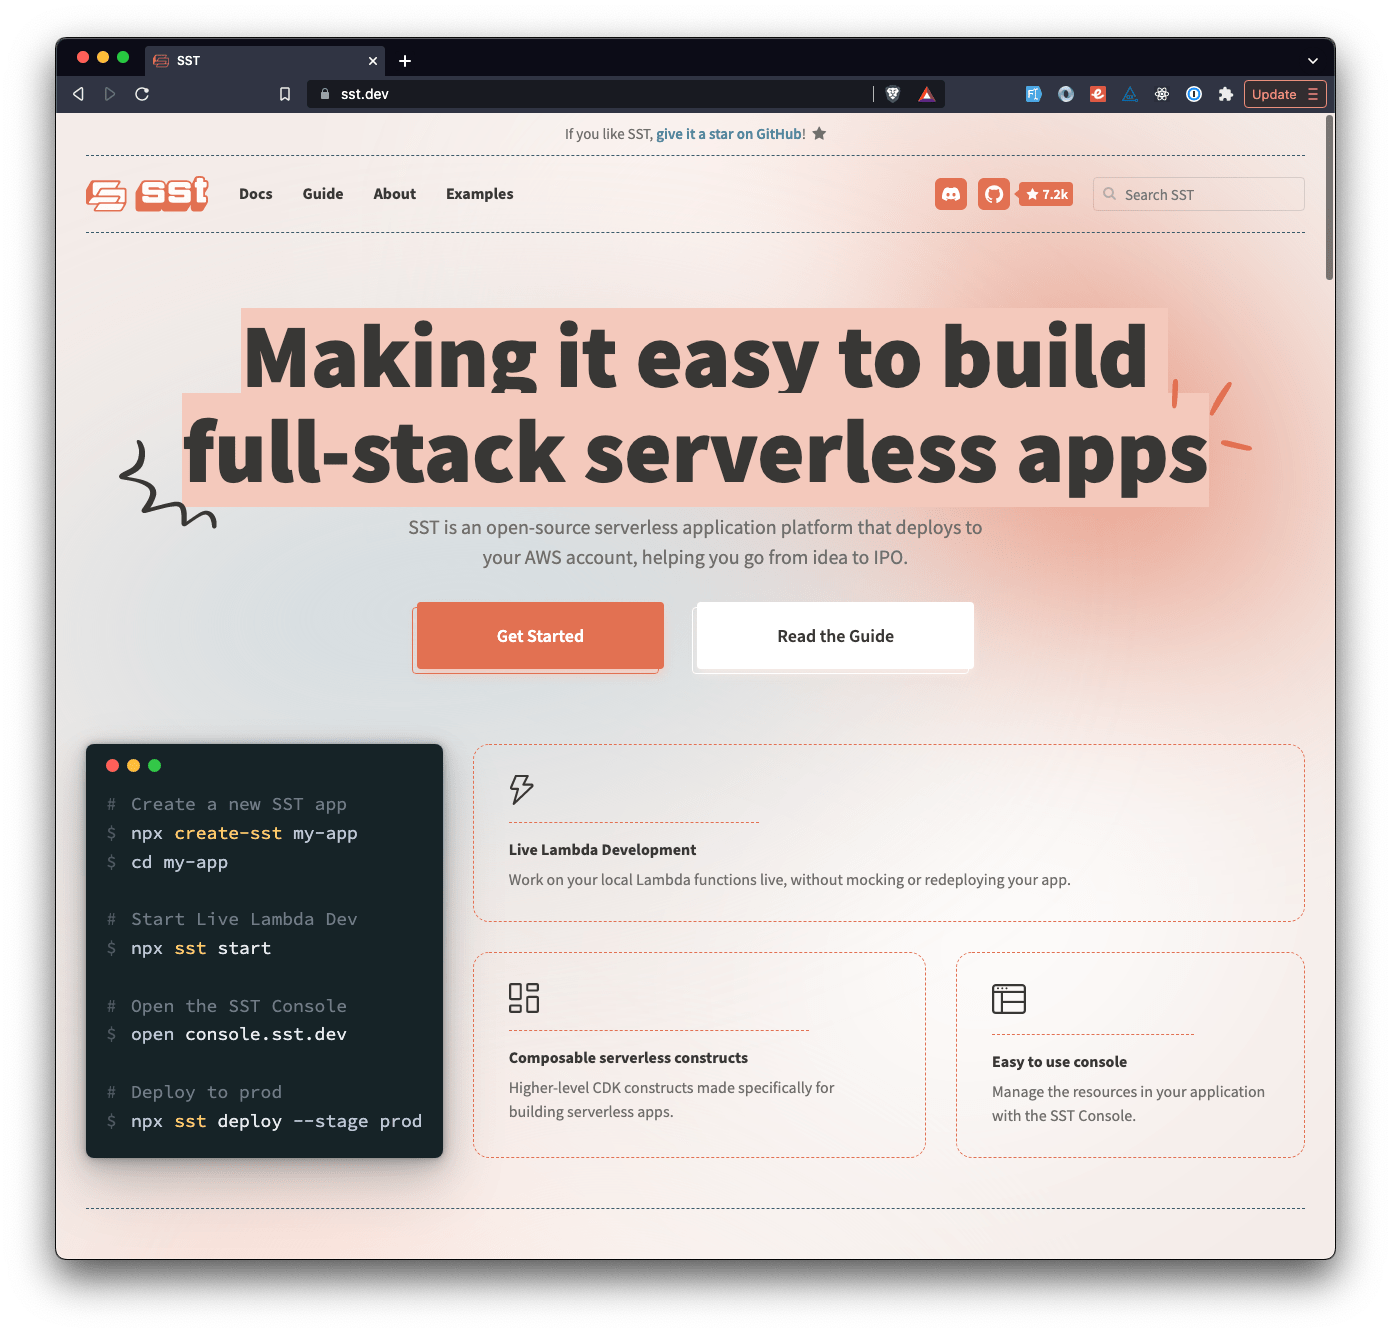 SST
sst.dev
Update
If you like SST, give it a star on GitHub!
sst
Docs Guide About Examples
7.2k
Search SST
Making it easy to build
full-stack serverless apps
SST is an open-source serverless application platform that deploys to
your AWS account, helping you go from idea to IPO.
Get Started
Read the Guide
# Create a new SST app
$ npx create-sst my-app
$ cd my-app
# Start Live Lambda Dev
$ npx sst start
# Open the SST Console
$ open console.sst.dev
# Deploy to prod
$ npx sst deploy --stage prod
Live Lambda Development
Work on your local Lambda functions live, without mocking or redeploying your app.
Composable serverless constructs
Higher-level CDK constructs made specifically for
building serverless apps.
Easy to use console
Manage the resources in your application
with the SST Console.